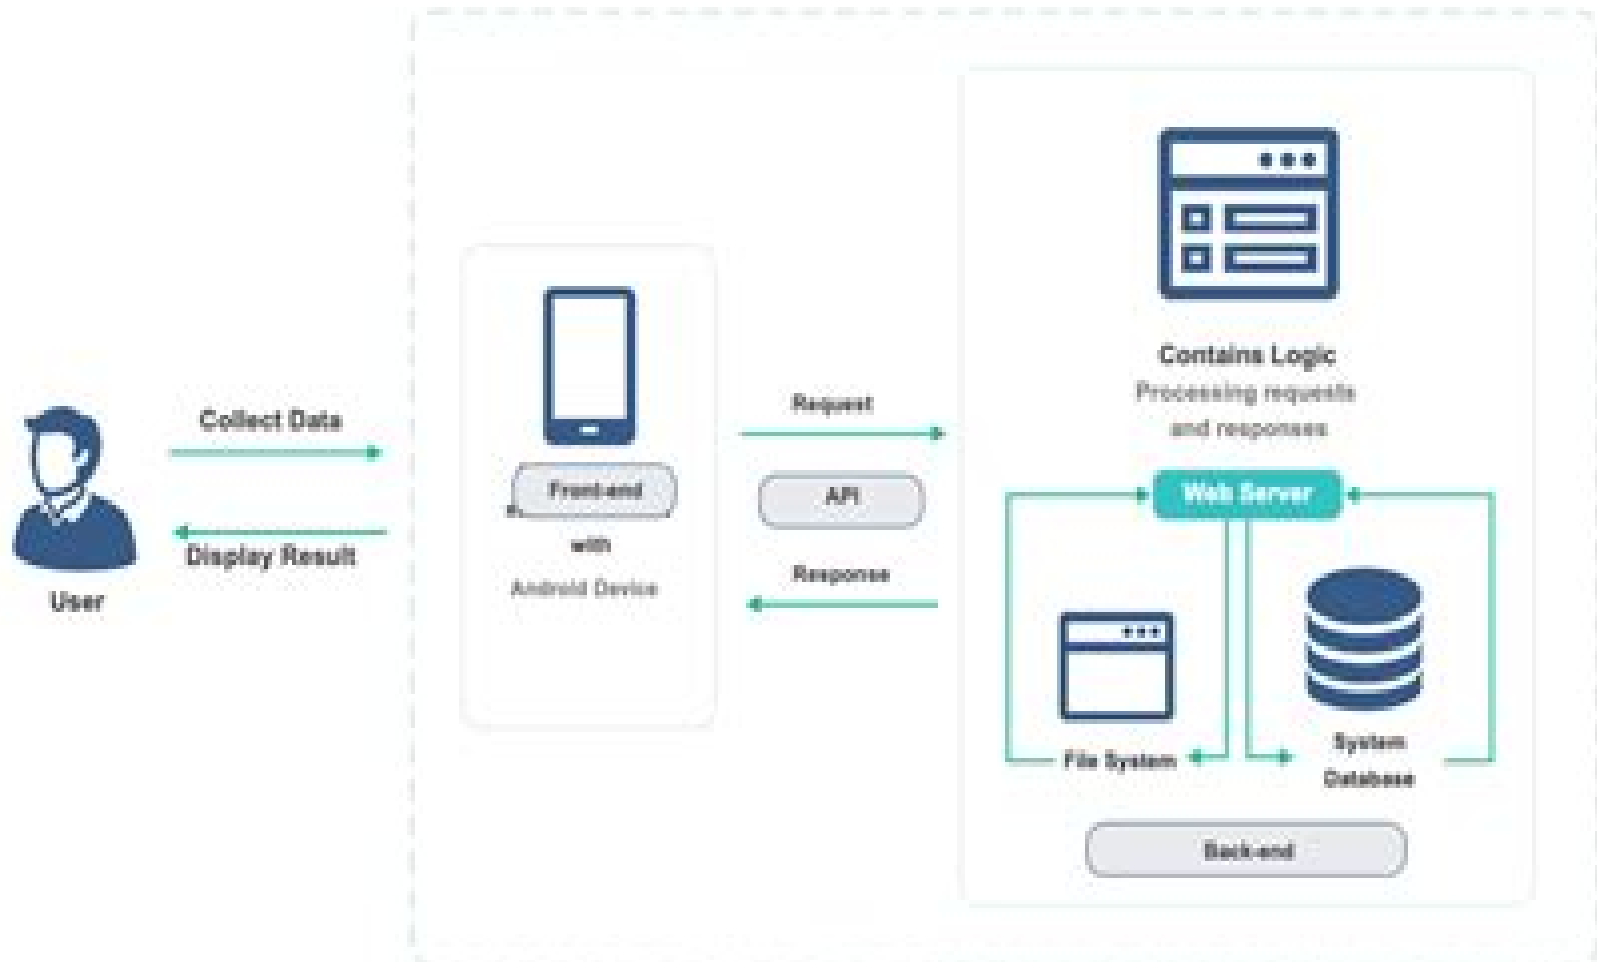 Collect Data
Display Result
User
Front-end
with
Android Device
Request
API
Response
Contains Logic
Processing requests
and responses
Web Server
File System
System
Database
Back-end